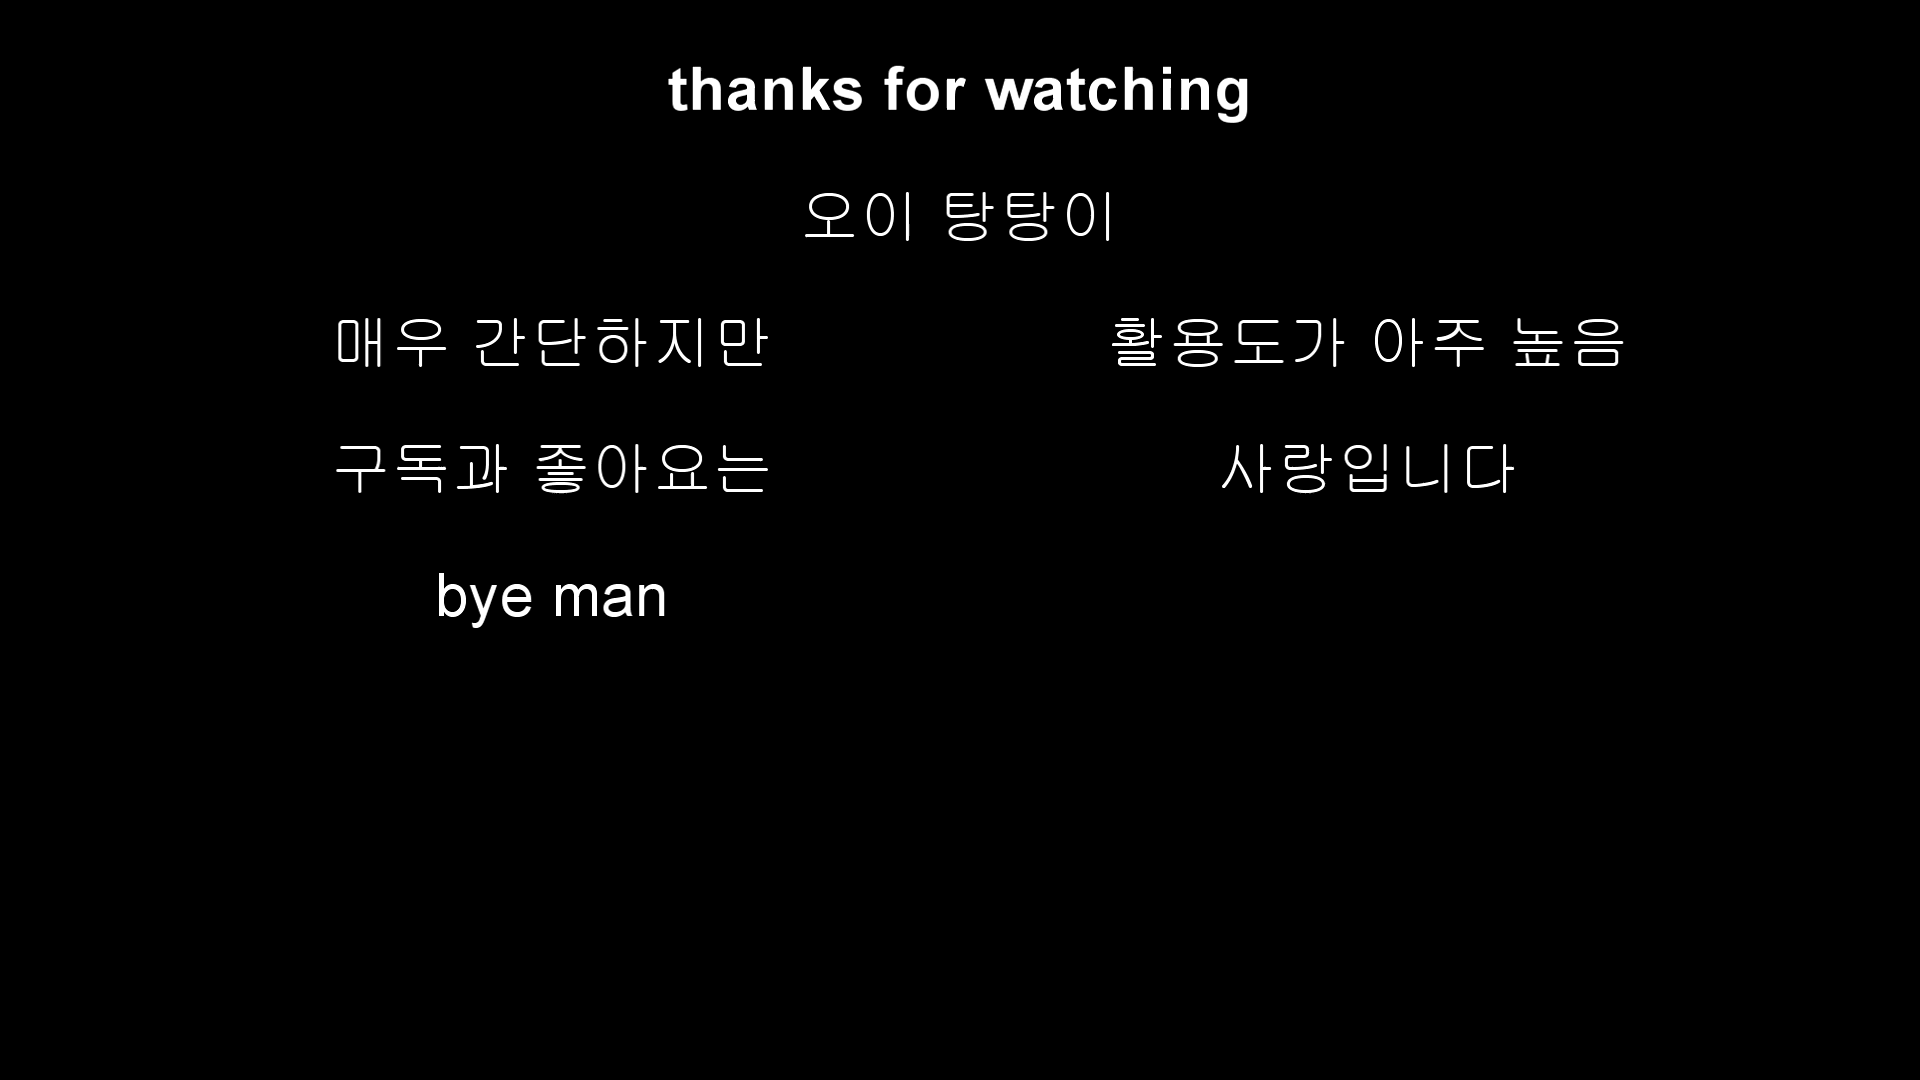 thanks for watching
오이 탕탕이
매우 간단하지만 활용도가 아주 높음
구독과 좋아요는 사랑입니다
bye man